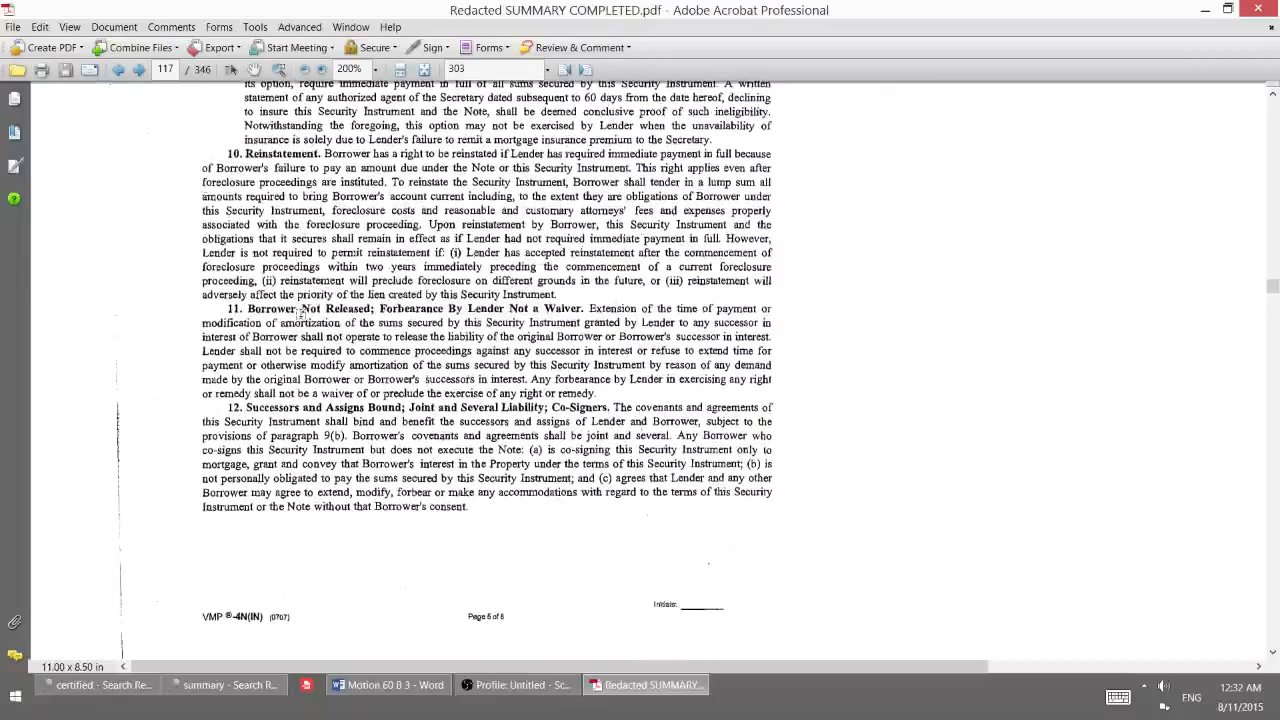 Redacted SUMMARY COMPLETED.pdf - Adobe Acrobat Professional
File Edit View Document Comments Forms Tools Advanced Window Help
Create PDF Combine Files Export Start Meeting Secure Sign Forms Review & Comment
117 / 346 200% 303
its option, require immediate payment in full of all sums secured by this Security Instrument. A written
statement of any authorized agent of the Secretary dated subsequent to 60 days from the date hereof, declining
to insure this Security Instrument and the Note, shall be deemed conclusive proof of such ineligibility.
Notwithstanding the foregoing, this option may not be exercised by Lender when the unavailability of
insurance is solely due to Lender's failure to remit a mortgage insurance premium to the Secretary.
10. Reinstatement. Borrower has a right to be reinstated if Lender has required immediate payment in full because
of Borrower's failure to pay an amount due under the Note or this Security Instrument. This right applies even after
foreclosure proceedings are instituted. To reinstate the Security Instrument, Borrower shall tender in a lump sum all
amounts required to bring Borrower's account current including, to the extent they are obligations of Borrower under
this Security Instrument, foreclosure costs and reasonable and customary attorneys' fees and expenses properly
associated with the foreclosure proceeding. Upon reinstatement by Borrower, this Security Instrument and the
obligations that it secures shall remain in effect as if Lender had not required immediate payment in full. However,
Lender is not required to permit reinstatement if: (i) Lender has accepted reinstatement after the commencement of
foreclosure proceedings within two years immediately preceding the commencement of a current foreclosure
proceeding, (ii) reinstatement will preclude foreclosure on different grounds in the future, or (iii) reinstatement will
adversely affect the priority of the lien created by this Security Instrument.
11. Borrower Not Released; Forbearance By Lender Not a Waiver. Extension of the time of payment or
modification of amortization of the sums secured by this Security Instrument granted by Lender to any successor in
interest of Borrower shall not operate to release the liability of the original Borrower or Borrower's successor in interest.
Lender shall not be required to commence proceedings against any successor in interest or refuse to extend time for
payment or otherwise modify amortization of the sums secured by this Security Instrument by reason of any demand
made by the original Borrower or Borrower's successors in interest. Any forbearance by Lender in exercising any right
or remedy shall not be a waiver of or preclude the exercise of any right or remedy.
12. Successors and Assigns Bound; Joint and Several Liability; Co-Signers. The covenants and agreements of
this Security Instrument shall bind and benefit the successors and assigns of Lender and Borrower, subject to the
provisions of paragraph 9(b). Borrower's covenants and agreements shall be joint and several. Any Borrower who
co-signs this Security Instrument but does not execute the Note: (a) is co-signing this Security Instrument only to
mortgage, grant and convey that Borrower's interest in the Property under the terms of this Security Instrument; (b) is
not personally obligated to pay the sums secured by this Security Instrument; and (c) agrees that Lender and any other
Borrower may agree to extend, modify, forbear or make any accommodations with regard to the terms of this Security
Instrument or the Note without that Borrower's consent.
Initials:
VMP ®-4N(IN) (0707) Page 6 of 8
11.00 x 8.50 in
certified - Search Re... summary - Search R... Motion 60 B 3 - Word Profile: Untitled - Sc... Redacted SUMMARY... ENG 12:32 AM
8/11/2015